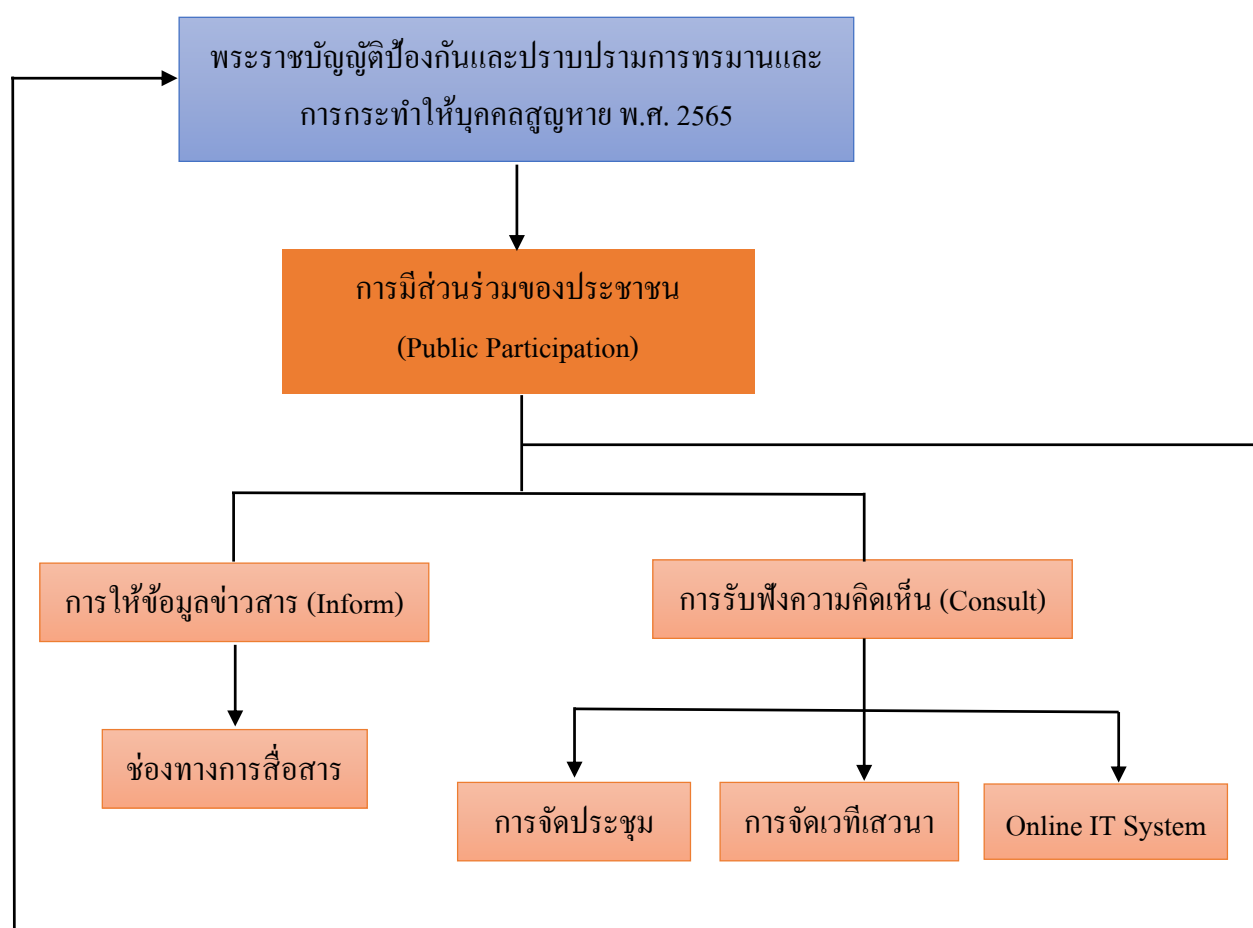 พระราชบัญญัติป้องกันและปราบปรามการทรมานและ
การกระทำให้บุคคลสูญหาย พ.ศ. 2565
การมีส่วนร่วมของประชาชน
(Public Participation)
การให้ข้อมูลข่าวสาร (Inform)
การรับฟังความคิดเห็น (Consult)
ช่องทางการสื่อสาร
การจัดประชุม
การจัดเวทีเสวนา
Online IT System